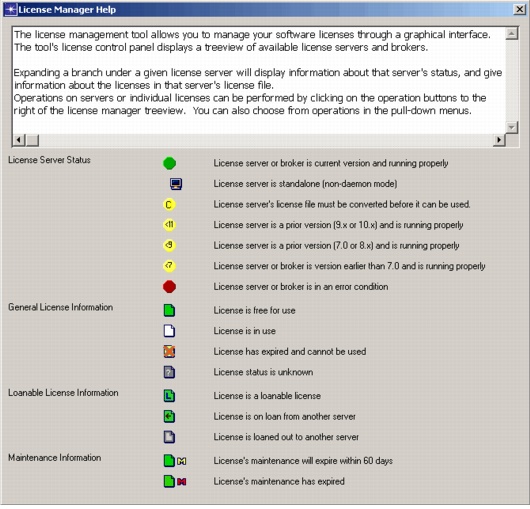 License Manager Help
The license management tool allows you to manage your software licenses through a graphical interface.
The tool's license control panel displays a treeview of available license servers and brokers.
Expanding a branch under a given license server will display information about that server's status, and give
information about the licenses in that server's license file.
Operations on servers or individual licenses can be performed by clicking on the operation buttons to the
right of the license manager treeview. You can also choose from operations in the pull-down menus.
License Server Status
License server or broker is current version and running properly
License server is standalone (non-daemon mode)
C License server's license file must be converted before it can be used.
<11 License server is a prior version (9.x or 10.x) and is running properly
<9 License server is a prior version (7.0 or 8.x) and is running properly
<7 License server or broker is version earlier than 7.0 and is running properly
License server or broker is in an error condition
General License Information
License is free for use
License is in use
License has expired and cannot be used
? License status is unknown
Loanable License Information
L License is a loanable license
License is on loan from another server
L License is loaned out to another server
Maintenance Information
M License's maintenance will expire within 60 days
M License's maintenance has expired